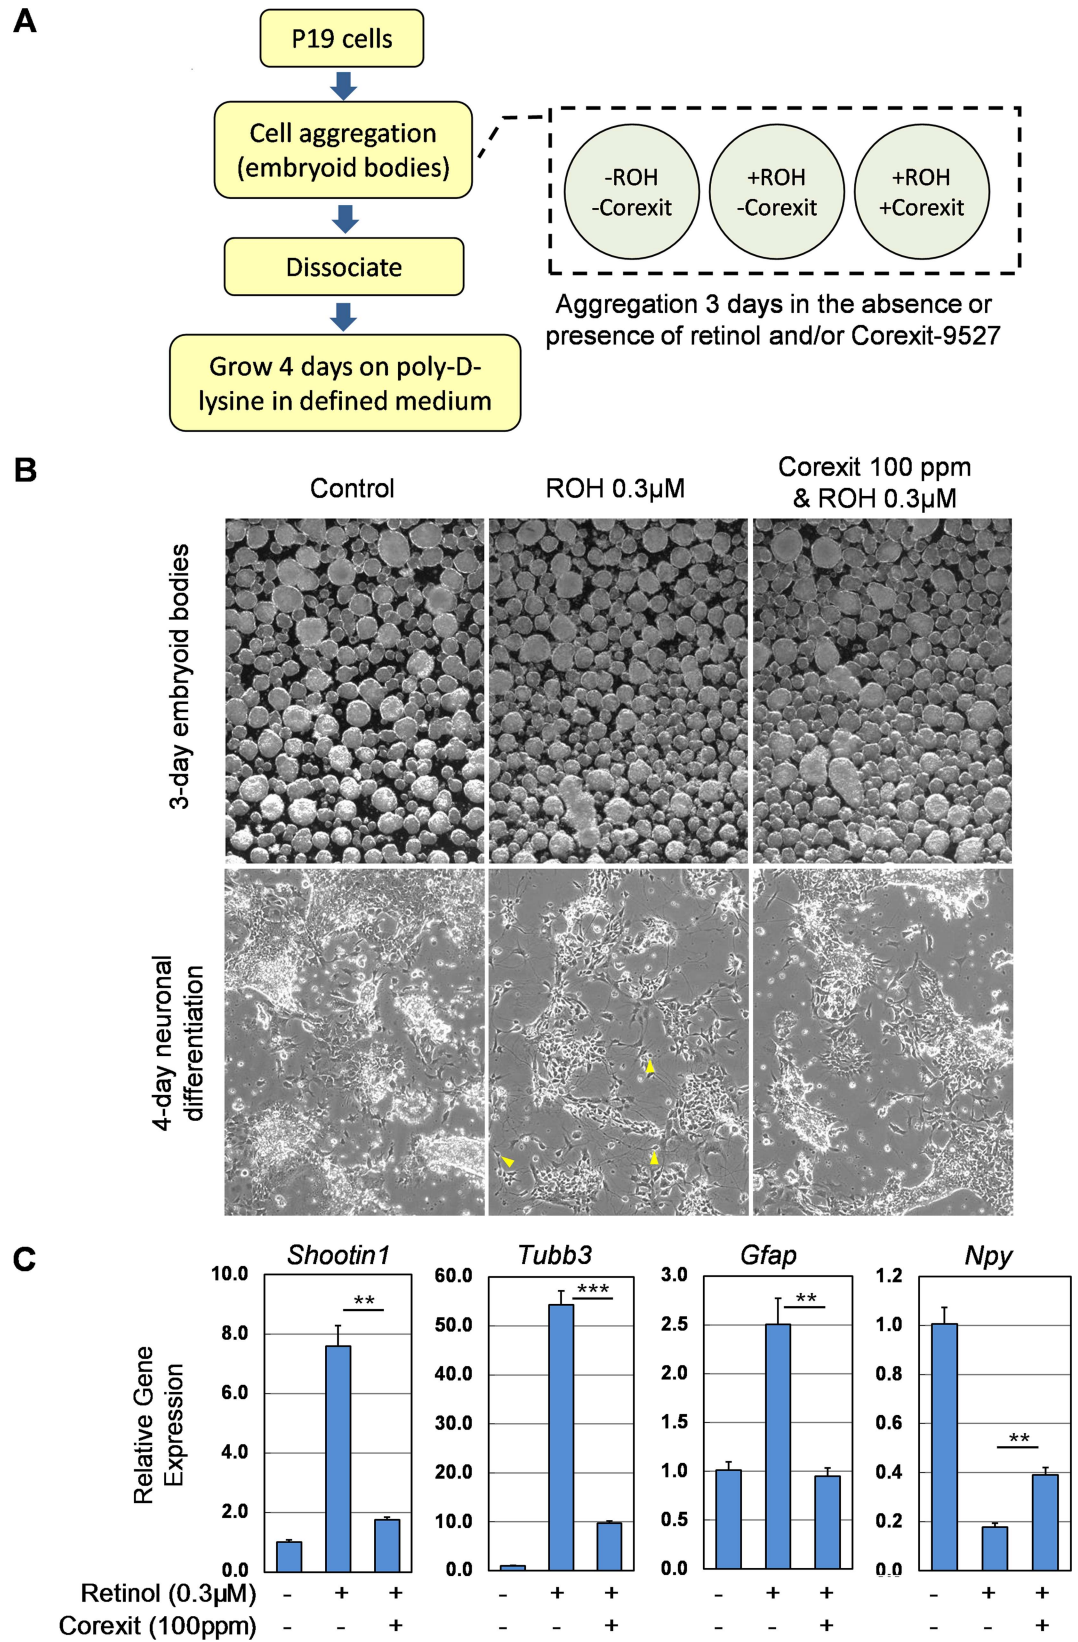 A
P19 cells
Cell aggregation
(embryoid bodies)
Dissociate
Grow 4 days on poly-D-
lysine in defined medium
-ROH
-Corexit
+ROH
-Corexit
+ROH
+Corexit
Aggregation 3 days in the absence or
presence of retinol and/or Corexit-9527
B
Control
ROH 0.3µM
Corexit 100 ppm
& ROH 0.3µM
3-day embryoid bodies
4-day neuronal
differentiation
C
Relative Gene
Expression
Shootin1
10.0
8.0
6.0
4.0
2.0
0.0
**
Tubb3
60.0
50.0
40.0
30.0
20.0
10.0
0.0
***
Gfap
3.0
2.5
2.0
1.5
1.0
0.5
0.0
**
Npy
1.2
1.0
0.8
0.6
0.4
0.2
0.0
**
Retinol (0.3µM) - + + - + + - + + - + +
Corexit (100ppm) - - + - - + - - + - - +